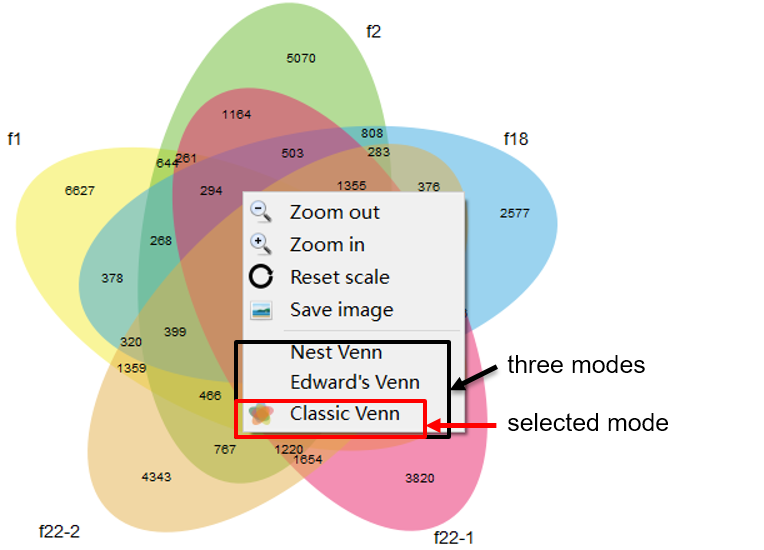 f2
5070
f1
f18
1164
808
503
283
644
261
6627
294
1355
376
2577
268
378
399
320
1359
466
767
1220
1654
4343
3820
f22-2
f22-1
Zoom out
Zoom in
Reset scale
Save image
Nest Venn
Edward's Venn
Classic Venn
three modes
selected mode